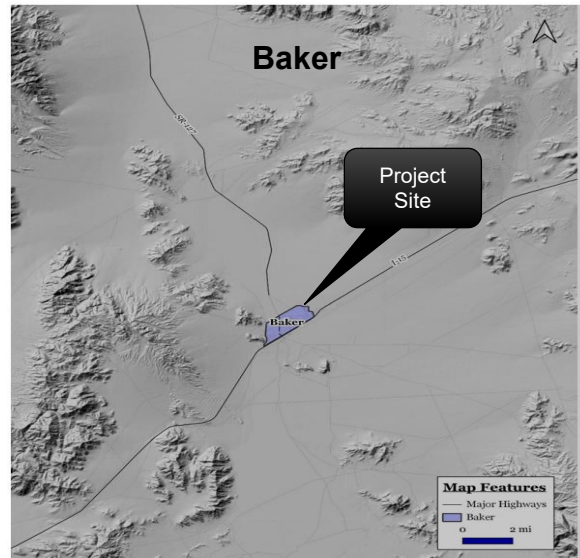 Baker
SR-127
Project
Site
I-15
Baker
Map Features
Major Highways
Baker
0 2 mi